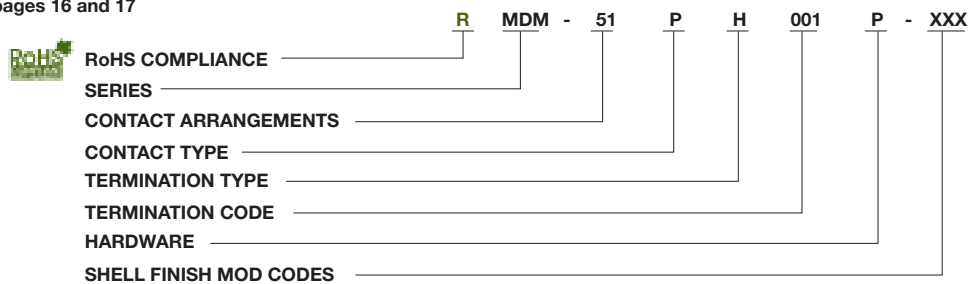 pages 16 and 17
R MDM - 51 P H 001 P - XXX
RoHS
RoHS COMPLIANCE
SERIES
CONTACT ARRANGEMENTS
CONTACT TYPE
TERMINATION TYPE
TERMINATION CODE
HARDWARE
SHELL FINISH MOD CODES